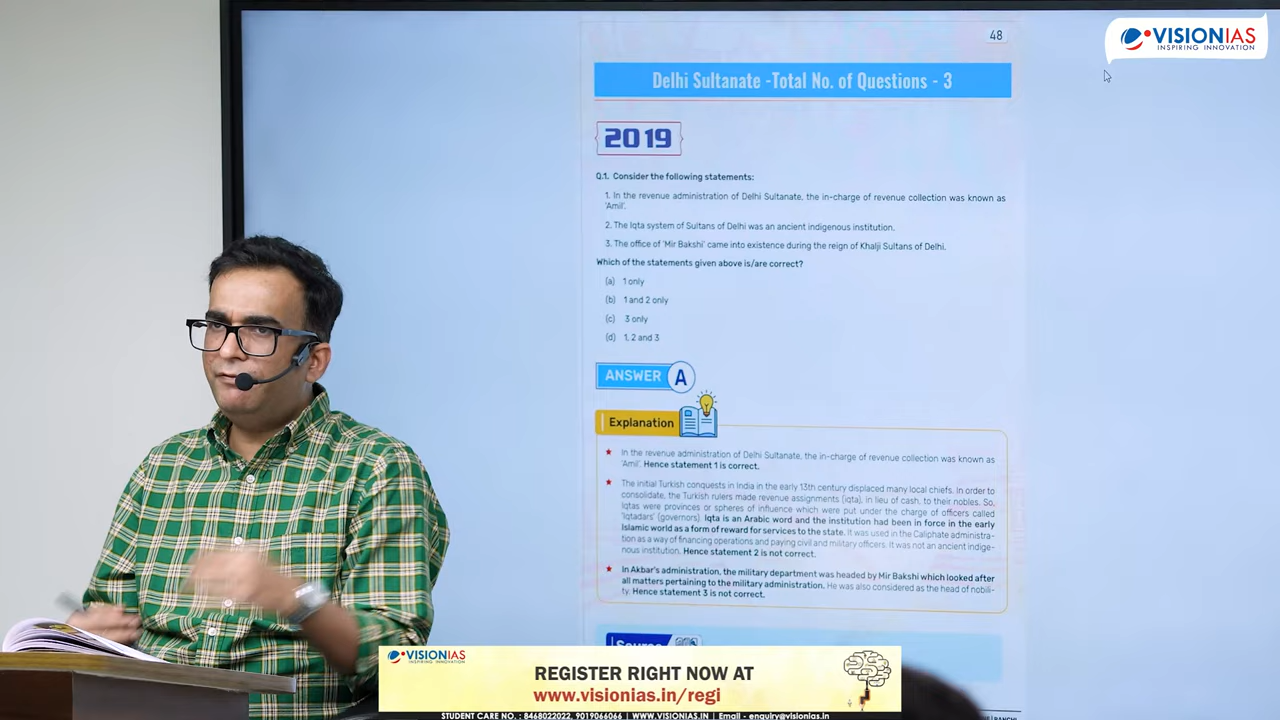 48
VISIONIAS
INSPIRING INNOVATION
Delhi Sultanate -Total No. of Questions - 3
2019
Q.1. Consider the following statements:
1. In the revenue administration of Delhi Sultanate, the in-charge of revenue collection was known as
'Amil'.
2. The Iqta system of Sultans of Delhi was an ancient indigenous institution.
3. The office of 'Mir Bakshi' came into existence during the reign of Khalji Sultans of Delhi.
Which of the statements given above is/are correct?
(a) 1 only
(b) 1 and 2 only
(c) 3 only
(d) 1, 2 and 3
ANSWER A
Explanation
In the revenue administration of Delhi Sultanate, the in-charge of revenue collection was known as
'Amil'. Hence statement 1 is correct.
The initial Turkish conquests in India in the early 13th century displaced many local chiefs. In order to
consolidate, the Turkish rulers made revenue assignments (iqta), in lieu of cash, to their nobles. So,
Iqtas were provinces or spheres of influence which were put under the charge of officers called
'Iqtadars' (governors). Iqta is an Arabic word and the institution had been in force in the early
Islamic world as a form of reward for services to the state. It was used in the Caliphate administra-
tion as a way of financing operations and paying civil and military officers. It was not an ancient indige-
nous institution. Hence statement 2 is not correct.
In Akbar's administration, the military department was headed by Mir Bakshi which looked after
all matters pertaining to the military administration. He was also considered as the head of nobili-
ty. Hence statement 3 is not correct.
Source
VISIONIAS
INSPIRING INNOVATION
REGISTER RIGHT NOW AT
www.visionias.in/regi
STUDENT CARE NO. : 8468022022, 9019066066 | WWW.VISIONIAS.IN | Email - enquiry@visionias.in